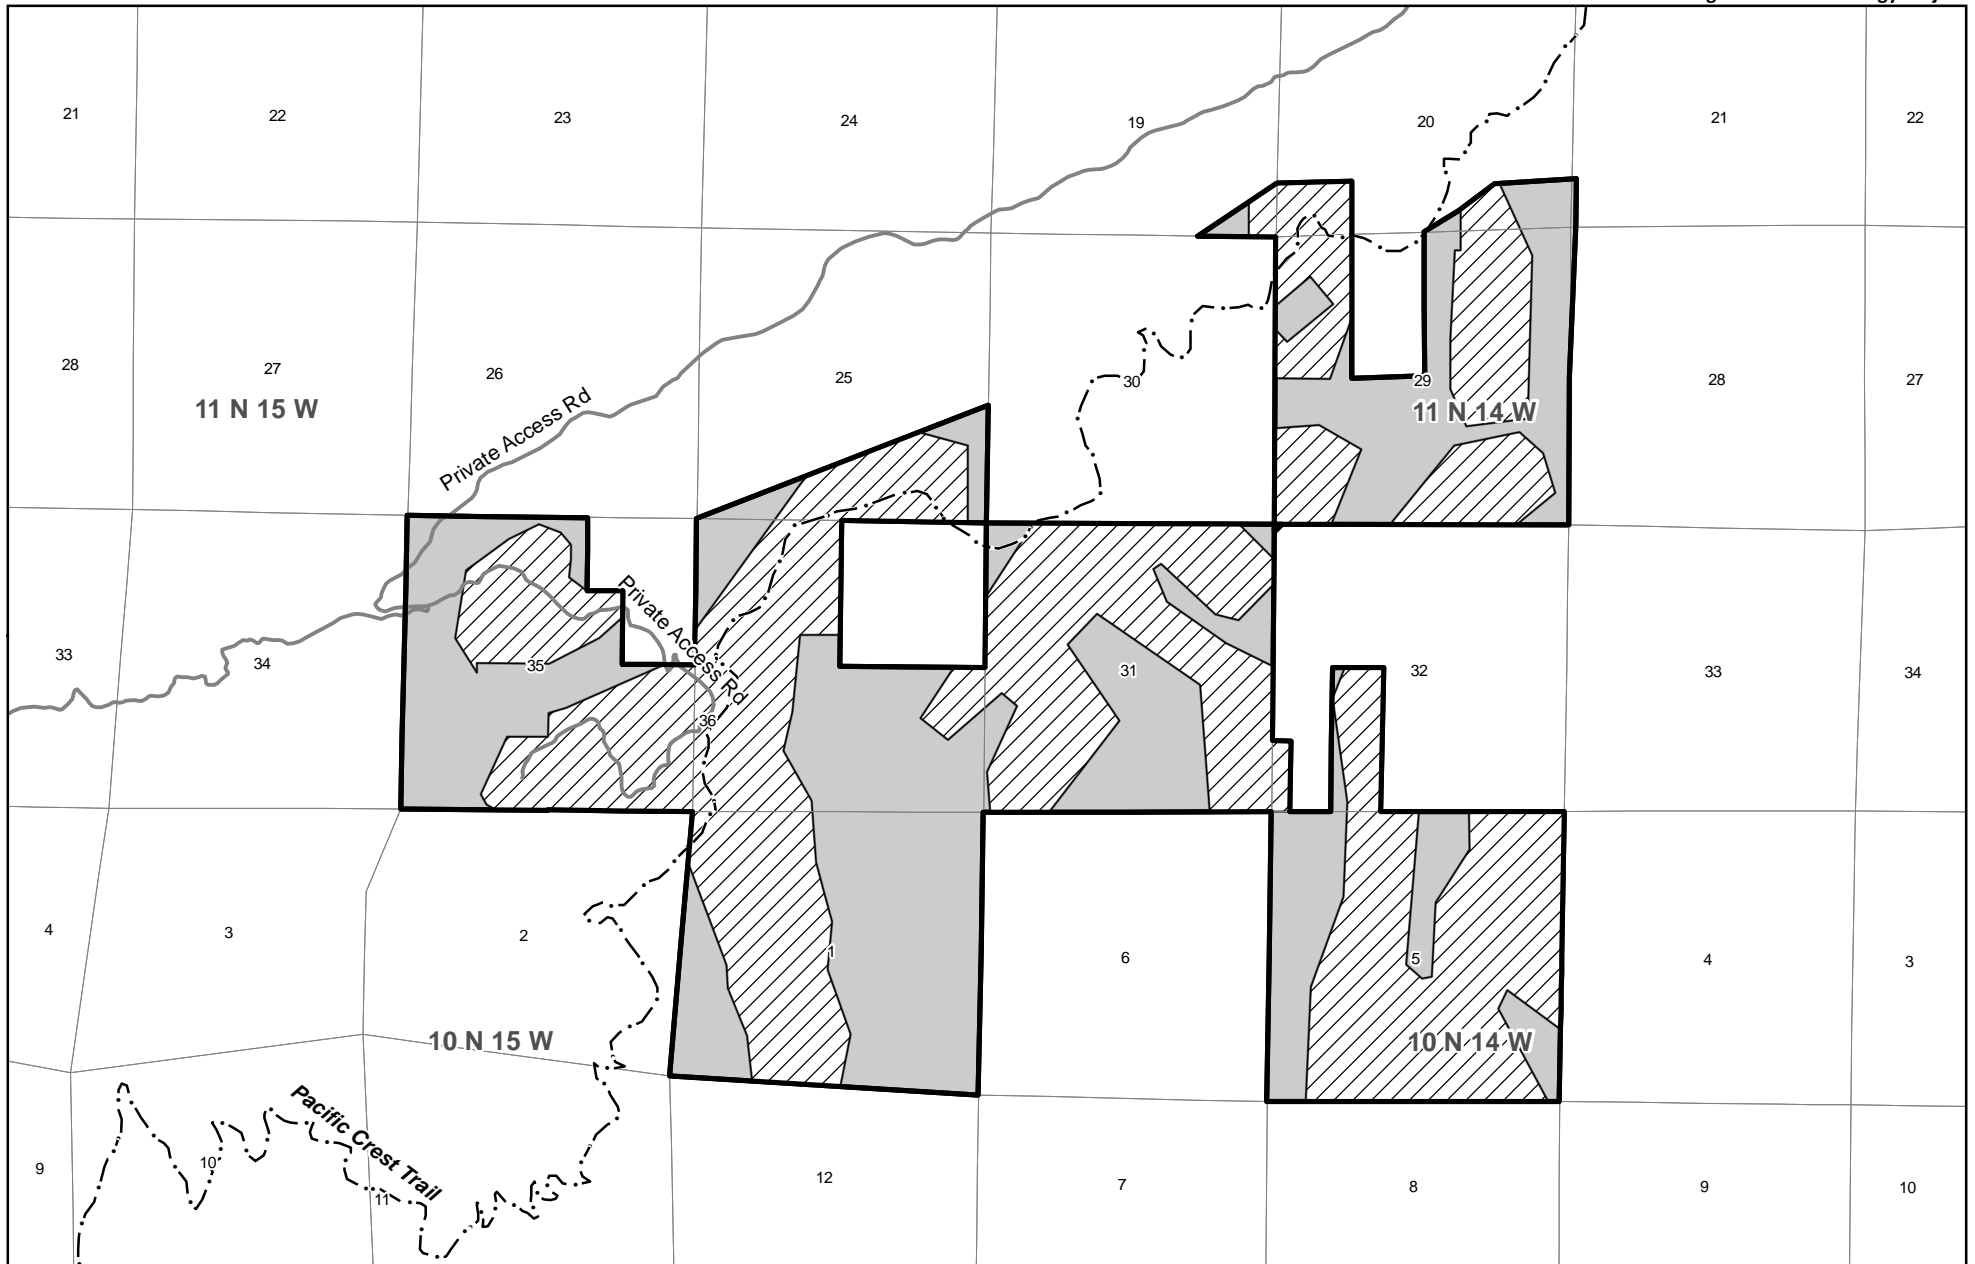 21 22 23 24 19 20 21 22
28 27 26 25 30 29 28 27
11 N 15 W
11 N 14 W
Private Access Rd
Private Access Rd
33 34 35 36 31 32 33 34
4 3 2 1 6 5 4 3
10 N 15 W
10 N 14 W
Pacific Crest Trail
9 10 11 12 7 8 9 10